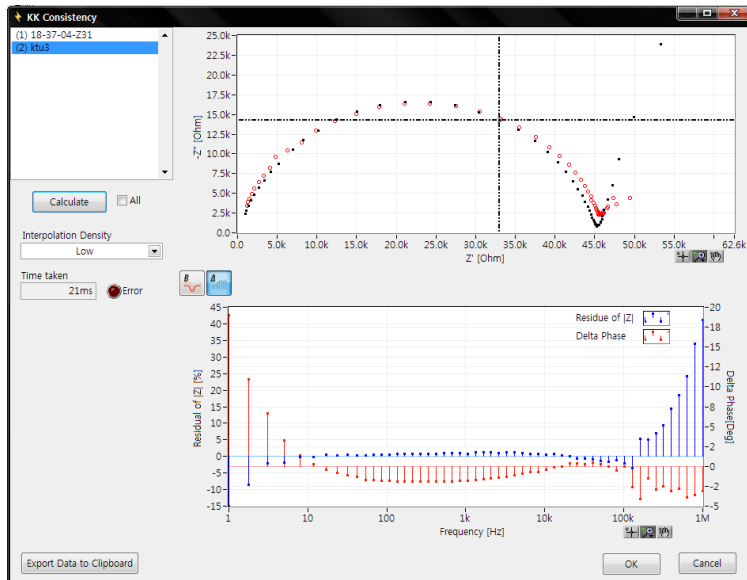 KK Consistency
(1) 18-37-04-Z31
(2) ktu3
Calculate
All
Interpolation Density
Low
Time taken
21ms
Error
25.0k
22.5k
20.0k
17.5k
15.0k
12.5k
10.0k
7.5k
5.0k
2.5k
0.0
-Z" [Ohm]
0.0 5.0k 10.0k 15.0k 20.0k 25.0k 30.0k 35.0k 40.0k 45.0k 50.0k 55.0k 62.6k
Z' [Ohm]
B
Δ
Residue of |Z|
Delta Phase
45
40
35
30
25
20
15
10
5
0
-5
-10
-15
Residual of |Z| [%]
20
18
15
12
10
8
5
2
0
-2
-5
Delta Phase[Deg]
1 10 100 1k 10k 100k 1M
Frequency [Hz]
Export Data to Clipboard
OK
Cancel